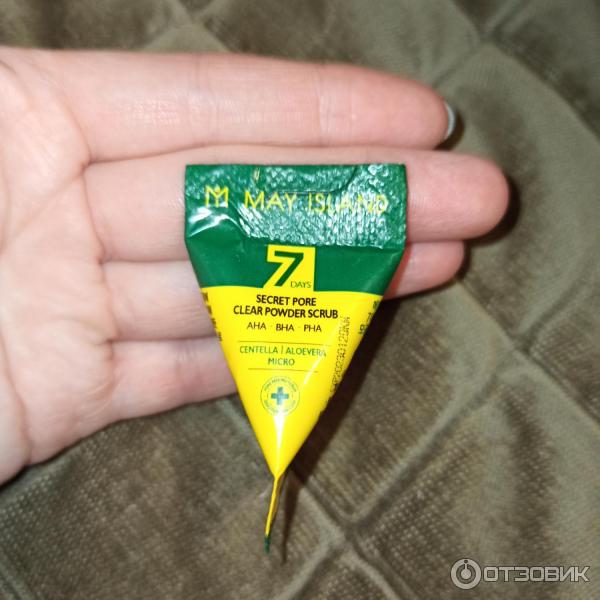 MAY ISLAND
7
DAYS
SECRET PORE
CLEAR POWDER SCRUB
AHA · BHA · PHA
CENTELLA | ALOEVERA
MICRO
ОТЗОВИК